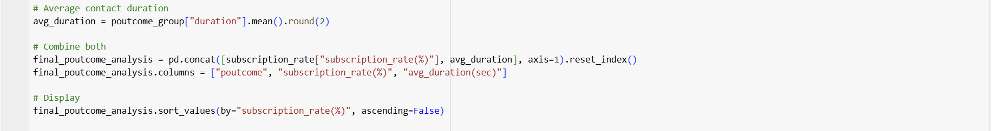 # Average contact duration
avg_duration = poutcome_group["duration"].mean().round(2)
# Combine both
final_poutcome_analysis = pd.concat([subscription_rate["subscription_rate(%)"], avg_duration], axis=1).reset_index()
final_poutcome_analysis.columns = ["poutcome", "subscription_rate(%)", "avg_duration(sec)"]
# Display
final_poutcome_analysis.sort_values(by="subscription_rate(%)", ascending=False)